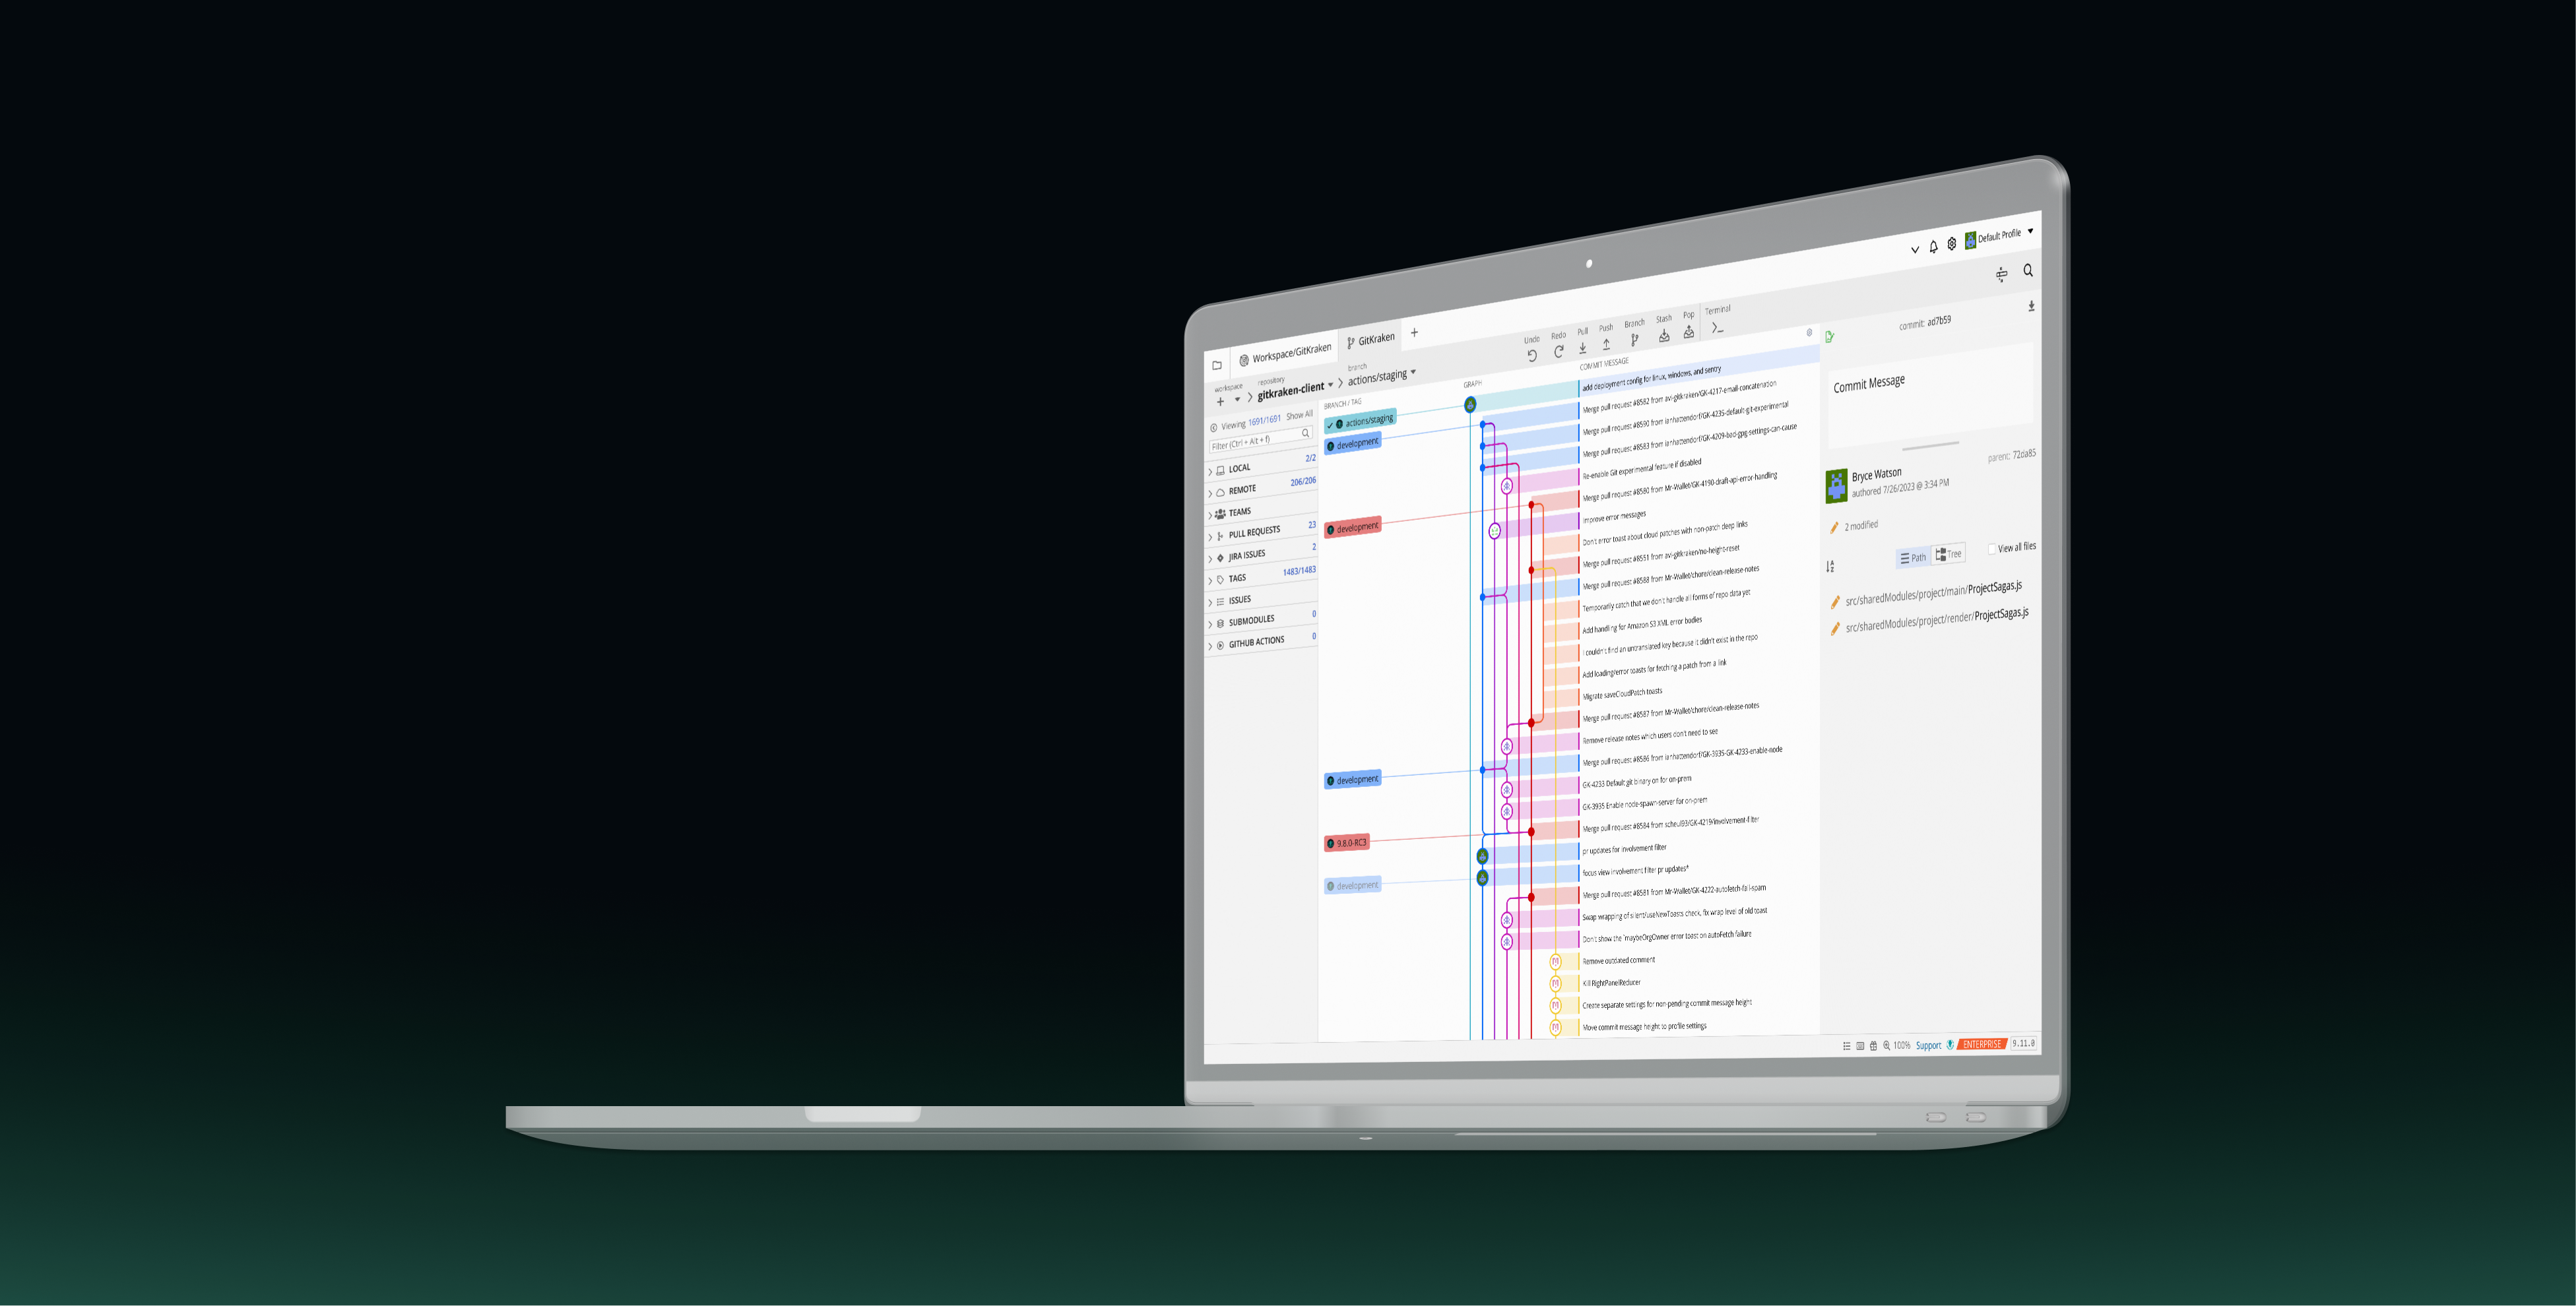 Default Profile
Workspace/GitKraken
GitKraken
workspace
repository
gitkraken-client
branch
actions/staging
Undo
Redo
Pull
Push
Branch
Stash
Pop
Terminal
Viewing 1691/1691 Show All
Filter (Ctrl + Alt + f)
LOCAL 2/2
REMOTE 206/206
TEAMS
PULL REQUESTS 23
JIRA ISSUES 2
TAGS 1483/1483
ISSUES
SUBMODULES 0
GITHUB ACTIONS 0
BRANCH / TAG
GRAPH
COMMIT MESSAGE
actions/staging
development
development
development
9.8.0-RC3
development
add deployment config for linux, windows, and sentry
Merge pull request #8582 from avi-gitkraken/GK-4217-email-concatenation
Merge pull request #8590 from ianhattendorf/GK-4235-default-git-experimental
Merge pull request #8583 from ianhattendorf/GK-4209-bad-gpg-settings-can-cause
Re-enable Git experimental feature if disabled
Merge pull request #8580 from Mr-Wallet/GK-4190-draft-api-error-handling
Improve error messages
Don't error toast about cloud patches with non-patch deep links
Merge pull request #8551 from avi-gitkraken/no-height-reset
Merge pull request #8588 from Mr-Wallet/chore/clean-release-notes
Temporarily catch that we don't handle all forms of repo data yet
Add handling for Amazon S3 XML error bodies
I couldn't find an untranslated key because it didn't exist in the repo
Add loading/error toasts for fetching a patch from a link
Migrate saveCloudPatch toasts
Merge pull request #8587 from Mr-Wallet/chore/clean-release-notes
Remove release notes which users don't need to see
Merge pull request #8586 from ianhattendorf/GK-3935-GK-4233-enable-node
GK-4233 Default git binary on for on-prem
GK-3935 Enable node-spawn-server for on-prem
Merge pull request #8584 from scheul93/GK-4219/involvement-filter
pr updates for involvement filter
focus view involvement filter pr updates*
Merge pull request #8581 from Mr-Wallet/GK-4222-autofetch-fail-spam
Swap wrapping of silent/useNewToasts check, fix wrap level of old toast
Don't show the `maybeOrgOwner error toast on autoFetch failure
Remove outdated comment
Kill RightPanelReducer
Create separate settings for non-pending commit message height
Move commit message height to profile settings
commit: ad7b59
Commit Message
Bryce Watson
authored 7/26/2023 @ 3:34 PM
parent: 72da85
2 modified
Path
Tree
View all files
src/sharedModules/project/main/ProjectSagas.js
src/sharedModules/project/render/ProjectSagas.js
100% Support ENTERPRISE 9.11.0